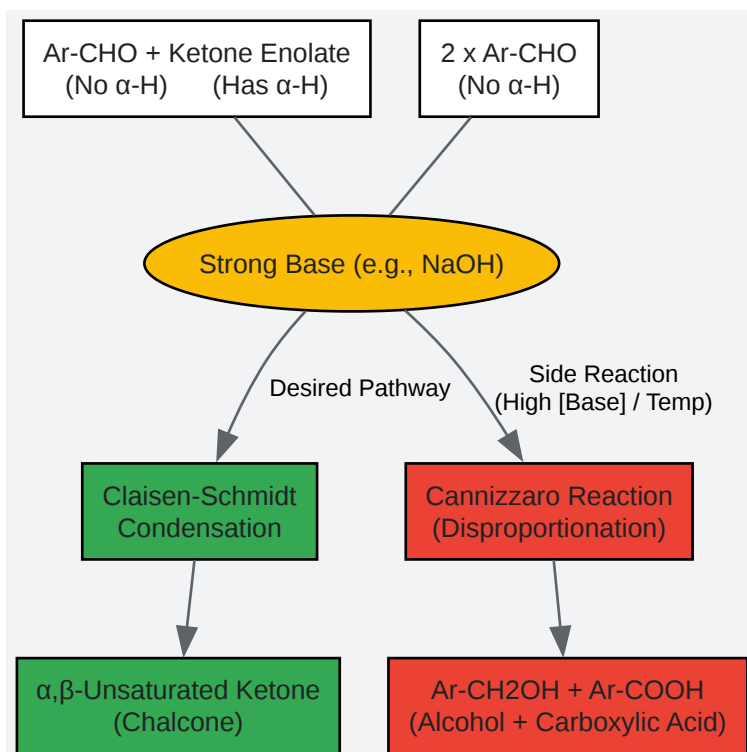 Ar-CHO + Ketone Enolate
(No α-H) (Has α-H)
2 x Ar-CHO
(No α-H)
Strong Base (e.g., NaOH)
Desired Pathway
Side Reaction
(High [Base] / Temp)
Claisen-Schmidt
Condensation
Cannizzaro Reaction
(Disproportionation)
α,β-Unsaturated Ketone
(Chalcone)
Ar-CH2OH + Ar-COOH
(Alcohol + Carboxylic Acid)